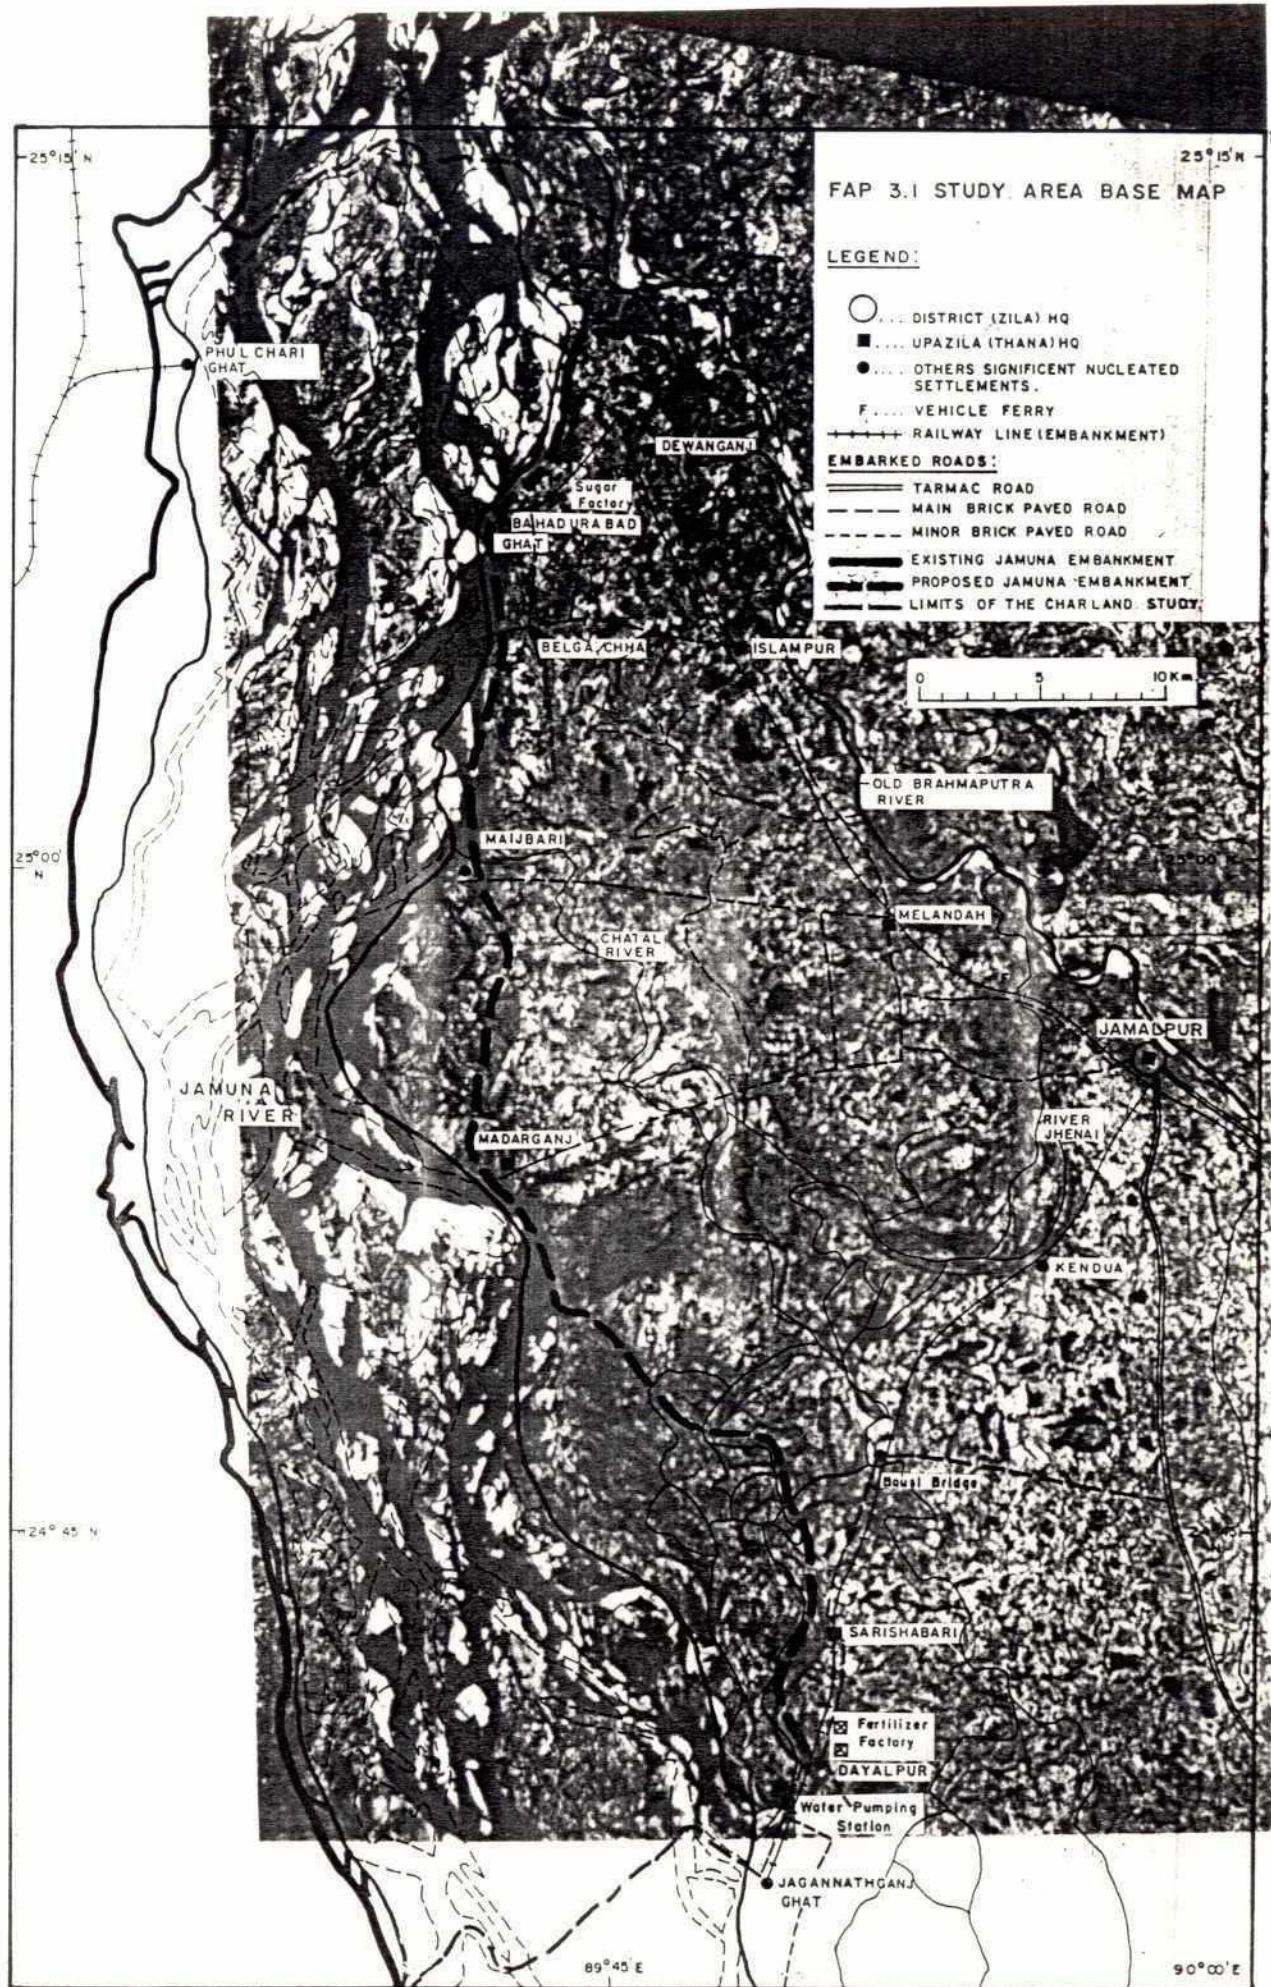 25° 15' N
25° 15' N
FAP 3.1 STUDY AREA BASE MAP
LEGEND:
.... DISTRICT (ZILA) HQ
.... UPAZILA (THANA) HQ
.... OTHERS SIGNIFICENT NUCLEATED
SETTLEMENTS.
F .... VEHICLE FERRY
RAILWAY LINE (EMBANKMENT)
EMBARKED ROADS:
TARMAC ROAD
MAIN BRICK PAVED ROAD
MINOR BRICK PAVED ROAD
EXISTING JAMUNA EMBANKMENT
PROPOSED JAMUNA EMBANKMENT
LIMITS OF THE CHARLAND STUDY.
0 5 10 Km.
PHUL CHARI
GHAT
DEWANGANJ
Sugar
Factory
BAHADURABAD
GHAT
BELGACHHA
ISLAMPUR
OLD BRAHMAPUTRA
RIVER
MAIJBARI
25° 00'
N
25° 00' N
MELANDAH
CHATAL
RIVER
F
JAMALPUR
JAMUNA
RIVER
RIVER
JHENAI
MADARGANJ
KENDUA
Bousi Bridge
24° 45' N
SARISHABARI
Fertilizer
Factory
DAYALPUR
Water Pumping
Station
JAGANNATHGANJ
GHAT
89° 45' E
90° 00' E